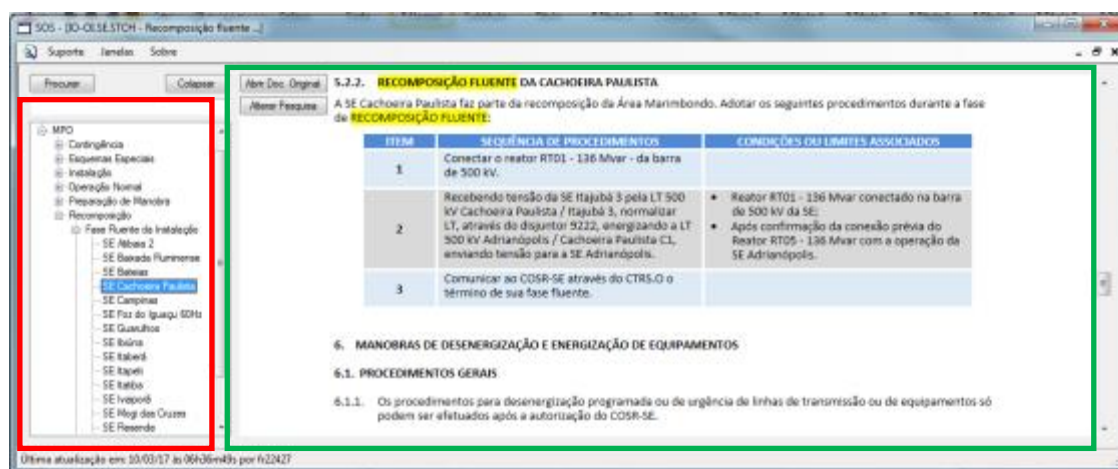 SOS - [IO-OI.SE.STCH - Recomposição fluente ...]
Suporte Janelas Sobre
Procurar Colapsar
Abrir Doc. Original
Alterar Pesquisa
MPO
Contingência
Esquemas Especiais
Instalação
Operação Normal
Preparação de Manobra
Recomposição
Fase Fluente da Instalação
SE Atibaia 2
SE Baixada Fluminense
SE Bateias
SE Cachoeira Paulista
SE Campinas
SE Foz do Iguaçu 60Hz
SE Guarulhos
SE Ibiúna
SE Itaberá
SE Itapeti
SE Itatiba
SE Ivaiporã
SE Mogi das Cruzes
SE Resende
5.2.2. RECOMPOSIÇÃO FLUENTE DA CACHOEIRA PAULISTA
A SE Cachoeira Paulista faz parte da recomposição da Área Marimbondo. Adotar os seguintes procedimentos durante a fase
de RECOMPOSIÇÃO FLUENTE:
ITEM SEQUÊNCIA DE PROCEDIMENTOS CONDIÇÕES OU LIMITES ASSOCIADOS
1
Conectar o reator RT01 - 136 Mvar - da barra
de 500 kV.
2
Recebendo tensão da SE Itajubá 3 pela LT 500
kV Cachoeira Paulista / Itajubá 3, normalizar
LT, através do disjuntor 9222, energizando a LT
500 kV Adrianópolis / Cachoeira Paulista C1,
enviando tensão para a SE Adrianópolis.
• Reator RT01 - 136 Mvar conectado na barra
de 500 kV da SE;
• Após confirmação da conexão prévia do
Reator RT05 - 136 Mvar com a operação da
SE Adrianópolis.
3
Comunicar ao COSR-SE através do CTRS.O o
término de sua fase fluente.
6. MANOBRAS DE DESENERGIZAÇÃO E ENERGIZAÇÃO DE EQUIPAMENTOS
6.1. PROCEDIMENTOS GERAIS
6.1.1. Os procedimentos para desenergização programada ou de urgência de linhas de transmissão ou de equipamentos só
podem ser efetuados após a autorização do COSR-SE.
Última atualização em: 10/03/17 às 06h36m49s por fr22427